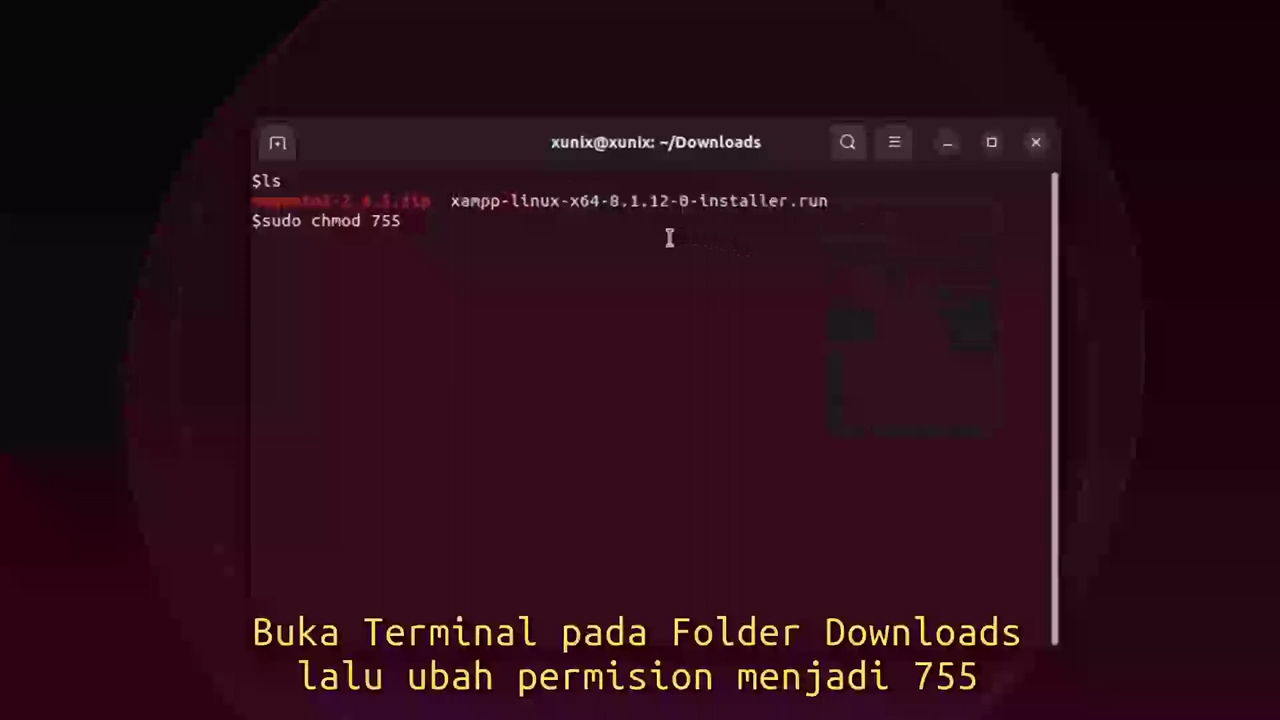 xunix@xunix: ~/Downloads
$ls
xampp-linux-x64-8.1.12-0-installer.run
$sudo chmod 755
Buka Terminal pada Folder Downloads
lalu ubah permision menjadi 755